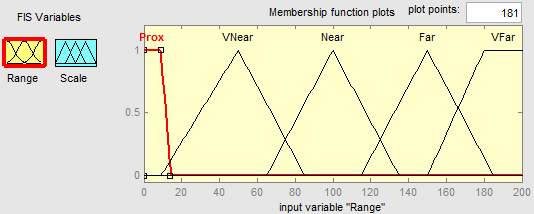 FIS Variables
Membership function plots
plot points:
181
Range
Scale
Prox
VNear
Near
Far
VFar
1
0.5
0
0
20
40
60
80
100
120
140
160
180
200
input variable "Range"